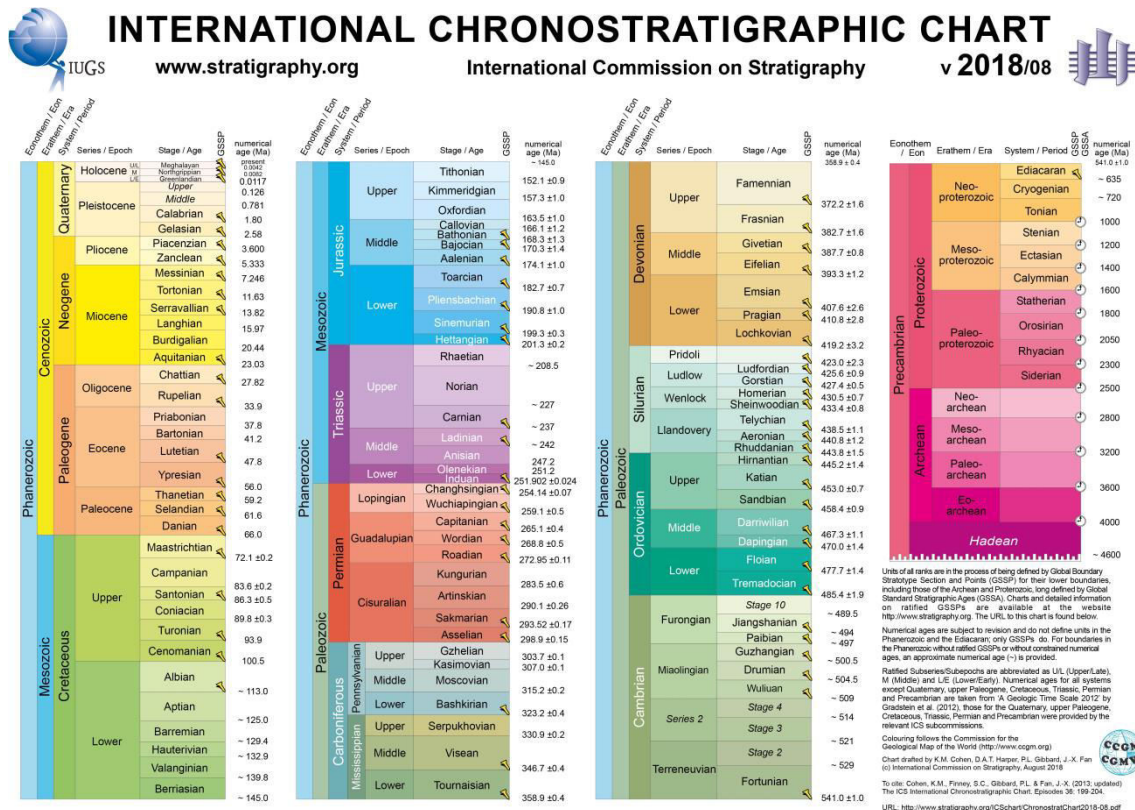 INTERNATIONAL CHRONOSTRATIGRAPHIC CHART
IUGS
www.stratigraphy.org
International Commission on Stratigraphy
v 2018/08
Eonothem / Eon
Erathem / Era
System / Period
Series / Epoch
Stage / Age
GSSP
numerical age (Ma)
Phanerozoic
Cenozoic
Quaternary
Holocene
U/L Meghalayan
M Northgrippian
L/E Greenlandian
Pleistocene
Upper
Middle
Calabrian
Gelasian
Neogene
Pliocene
Piacenzian
Zanclean
Miocene
Messinian
Tortonian
Serravallian
Langhian
Burdigalian
Aquitanian
Paleogene
Oligocene
Chattian
Rupelian
Eocene
Priabonian
Bartonian
Lutetian
Ypresian
Paleocene
Thanetian
Selandian
Danian
Mesozoic
Cretaceous
Upper
Maastrichtian
Campanian
Santonian
Coniacian
Turonian
Cenomanian
Lower
Albian
Aptian
Barremian
Hauterivian
Valanginian
Berriasian
present
0.0042
0.0082
0.0117
0.126
0.781
1.80
2.58
3.600
5.333
7.246
11.63
13.82
15.97
20.44
23.03
27.82
33.9
37.8
41.2
47.8
56.0
59.2
61.6
66.0
72.1 ±0.2
83.6 ±0.2
86.3 ±0.5
89.8 ±0.3
93.9
100.5
~ 113.0
~ 125.0
~ 129.4
~ 132.9
~ 139.8
~ 145.0
Eonothem / Eon
Erathem / Era
System / Period
Series / Epoch
Stage / Age
GSSP
numerical age (Ma)
Phanerozoic
Mesozoic
Jurassic
Upper
Tithonian
Kimmeridgian
Oxfordian
Middle
Callovian
Bathonian
Bajocian
Aalenian
Lower
Toarcian
Pliensbachian
Sinemurian
Hettangian
Triassic
Upper
Rhaetian
Norian
Carnian
Middle
Ladinian
Anisian
Lower
Olenekian
Induan
Paleozoic
Permian
Lopingian
Changhsingian
Wuchiapingian
Guadalupian
Capitanian
Wordian
Roadian
Cisuralian
Kungurian
Artinskian
Sakmarian
Asselian
Carboniferous
Pennsylvanian
Upper
Gzhelian
Kasimovian
Middle
Moscovian
Lower
Bashkirian
Mississippian
Upper
Serpukhovian
Middle
Visean
Lower
Tournaisian
~ 145.0
152.1 ±0.9
157.3 ±1.0
163.5 ±1.0
166.1 ±1.2
168.3 ±1.3
170.3 ±1.4
174.1 ±1.0
182.7 ±0.7
190.8 ±1.0
199.3 ±0.3
201.3 ±0.2
~ 208.5
~ 227
~ 237
~ 242
247.2
251.2
251.902 ±0.024
254.14 ±0.07
259.1 ±0.5
265.1 ±0.4
268.8 ±0.5
272.95 ±0.11
283.5 ±0.6
290.1 ±0.26
293.52 ±0.17
298.9 ±0.15
303.7 ±0.1
307.0 ±0.1
315.2 ±0.2
323.2 ±0.4
330.9 ±0.2
346.7 ±0.4
358.9 ±0.4
Eonothem / Eon
Erathem / Era
System / Period
Series / Epoch
Stage / Age
GSSP
numerical age (Ma)
Phanerozoic
Paleozoic
Devonian
Upper
Famennian
Frasnian
Middle
Givetian
Eifelian
Lower
Emsian
Pragian
Lochkovian
Silurian
Pridoli
Ludlow
Ludfordian
Gorstian
Wenlock
Homerian
Sheinwoodian
Llandovery
Telychian
Aeronian
Rhuddanian
Ordovician
Upper
Hirnantian
Katian
Sandbian
Middle
Darriwilian
Dapingian
Lower
Floian
Tremadocian
Cambrian
Furongian
Stage 10
Jiangshanian
Paibian
Miaolingian
Guzhangian
Drumian
Wuliuan
Series 2
Stage 4
Stage 3
Terreneuvian
Stage 2
Fortunian
358.9 ± 0.4
372.2 ±1.6
382.7 ±1.6
387.7 ±0.8
393.3 ±1.2
407.6 ±2.6
410.8 ±2.8
419.2 ±3.2
423.0 ±2.3
425.6 ±0.9
427.4 ±0.5
430.5 ±0.7
433.4 ±0.8
438.5 ±1.1
440.8 ±1.2
443.8 ±1.5
445.2 ±1.4
453.0 ±0.7
458.4 ±0.9
467.3 ±1.1
470.0 ±1.4
477.7 ±1.4
485.4 ±1.9
~ 489.5
~ 494
~ 497
~ 500.5
~ 504.5
~ 509
~ 514
~ 521
~ 529
541.0 ±1.0
Eonothem / Eon
Erathem / Era
System / Period
GSSP
GSSA
numerical age (Ma)
Precambrian
Proterozoic
Neo-proterozoic
Ediacaran
Cryogenian
Tonian
Meso-proterozoic
Stenian
Ectasian
Calymmian
Paleo-proterozoic
Statherian
Orosirian
Rhyacian
Siderian
Archean
Neo-archean
Meso-archean
Paleo-archean
Eo-archean
Hadean
541.0 ±1.0
~ 635
~ 720
1000
1200
1400
1600
1800
2050
2300
2500
2800
3200
3600
4000
~ 4600
Units of all ranks are in the process of being defined by Global Boundary
Stratotype Section and Points (GSSP) for their lower boundaries,
including those of the Archean and Proterozoic, long defined by Global
Standard Stratigraphic Ages (GSSA). Charts and detailed information
on ratified GSSPs are available at the website
http://www.stratigraphy.org. The URL to this chart is found below.
Numerical ages are subject to revision and do not define units in the
Phanerozoic and the Ediacaran; only GSSPs do. For boundaries in
the Phanerozoic without ratified GSSPs or without constrained numerical
ages, an approximate numerical age (~) is provided.
Ratified Subseries/Subepochs are abbreviated as U/L (Upper/Late),
M (Middle) and L/E (Lower/Early). Numerical ages for all systems
except Quaternary, upper Paleogene, Cretaceous, Triassic, Permian
and Precambrian are taken from 'A Geologic Time Scale 2012' by
Gradstein et al. (2012), those for the Quaternary, upper Paleogene,
Cretaceous, Triassic, Permian and Precambrian were provided by the
relevant ICS subcommissions.
Colouring follows the Commission for the
Geological Map of the World (http://www.ccgm.org)
Chart drafted by K.M. Cohen, D.A.T. Harper, P.L. Gibbard, J.-X. Fan
(c) International Commission on Stratigraphy, August 2018
To cite: Cohen, K.M., Finney, S.C., Gibbard, P.L. & Fan, J.-X. (2013; updated)
The ICS International Chronostratigraphic Chart. Episodes 36: 199-204.
URL: http://www.stratigraphy.org/ICSchart/ChronostratChart2018-08.pdf
CCGM
CGMW